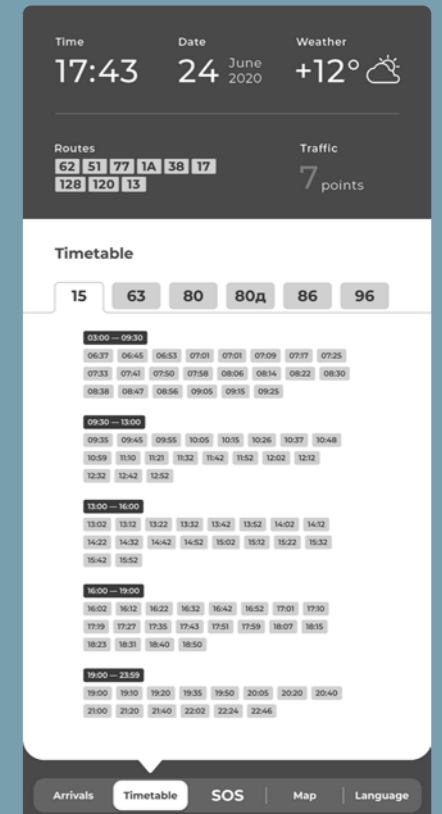 Time Date Weather
17:43 24 June 2020 +12°
Routes Traffic
62 51 77 1A 38 17
128 120 13
7 points
Timetable
15 63 80 80д 86 96
03:00 — 09:30
06:37 06:45 06:53 07:01 07:01 07:09 07:17 07:25
07:33 07:41 07:50 07:58 08:06 08:14 08:22 08:30
08:38 08:47 08:56 09:05 09:15 09:25
09:30 — 13:00
09:35 09:45 09:55 10:05 10:15 10:26 10:37 10:48
10:59 11:10 11:21 11:32 11:42 11:52 12:02 12:12
12:32 12:42 12:52
13:00 — 16:00
13:02 13:12 13:22 13:32 13:42 13:52 14:02 14:12
14:22 14:32 14:42 14:52 15:02 15:12 15:22 15:32
15:42 15:52
16:00 — 19:00
16:02 16:12 16:22 16:32 16:42 16:52 17:01 17:10
17:19 17:27 17:35 17:43 17:51 17:59 18:07 18:15
18:23 18:31 18:40 18:50
19:00 — 23:59
19:00 19:10 19:20 19:35 19:50 20:05 20:20 20:40
21:00 21:20 21:40 22:02 22:24 22:46
Arrivals Timetable SOS Map Language